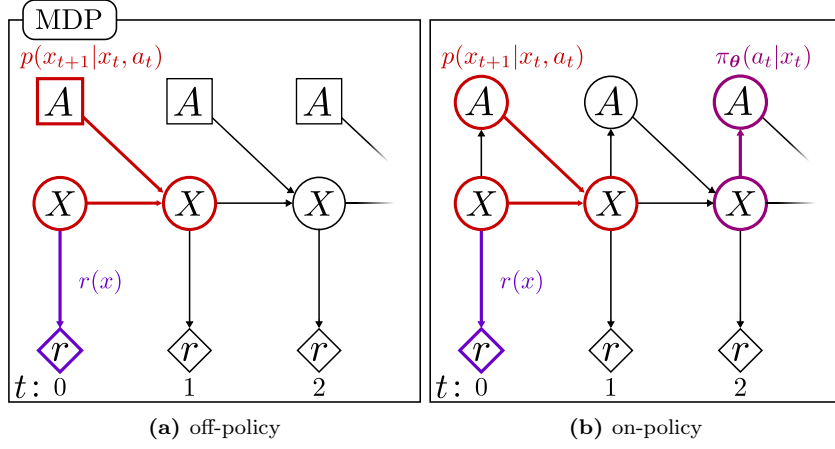 MDP
p(x_{t+1}|x_t, a_t)
A A A
X X X
r(x)
r r r
t: 0 1 2
(a) off-policy
p(x_{t+1}|x_t, a_t) π_θ(a_t|x_t)
A A A
X X X
r(x)
r r r
t: 0 1 2
(b) on-policy